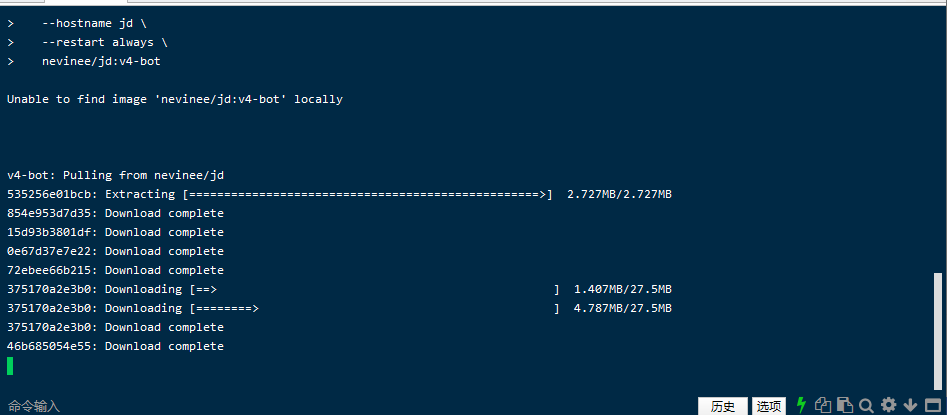 >    --hostname jd \
>    --restart always \
>    nevinee/jd:v4-bot
Unable to find image 'nevinee/jd:v4-bot' locally
v4-bot: Pulling from nevinee/jd
535256e01bcb: Extracting [==================================================>]  2.727MB/2.727MB
854e953d7d35: Download complete
15d93b3801df: Download complete
0e67d37e7e22: Download complete
72ebee66b215: Download complete
375170a2e3b0: Downloading [==>                                                ]  1.407MB/27.5MB
375170a2e3b0: Downloading [========>                                          ]  4.787MB/27.5MB
375170a2e3b0: Download complete
46b685054e55: Download complete
命令输入 历史 选项